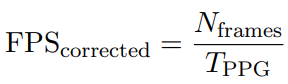 FPS_corrected = N_frames / T_PPG